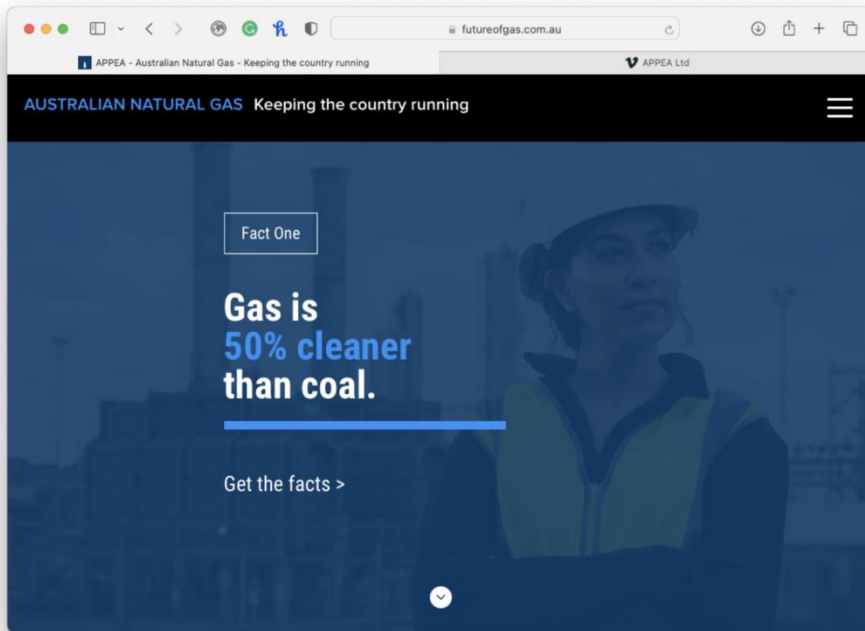 futureofgas.com.au
APPEA - Australian Natural Gas - Keeping the country running
APPEA Ltd
AUSTRALIAN NATURAL GAS Keeping the country running
Fact One
Gas is
50% cleaner
than coal.
Get the facts >